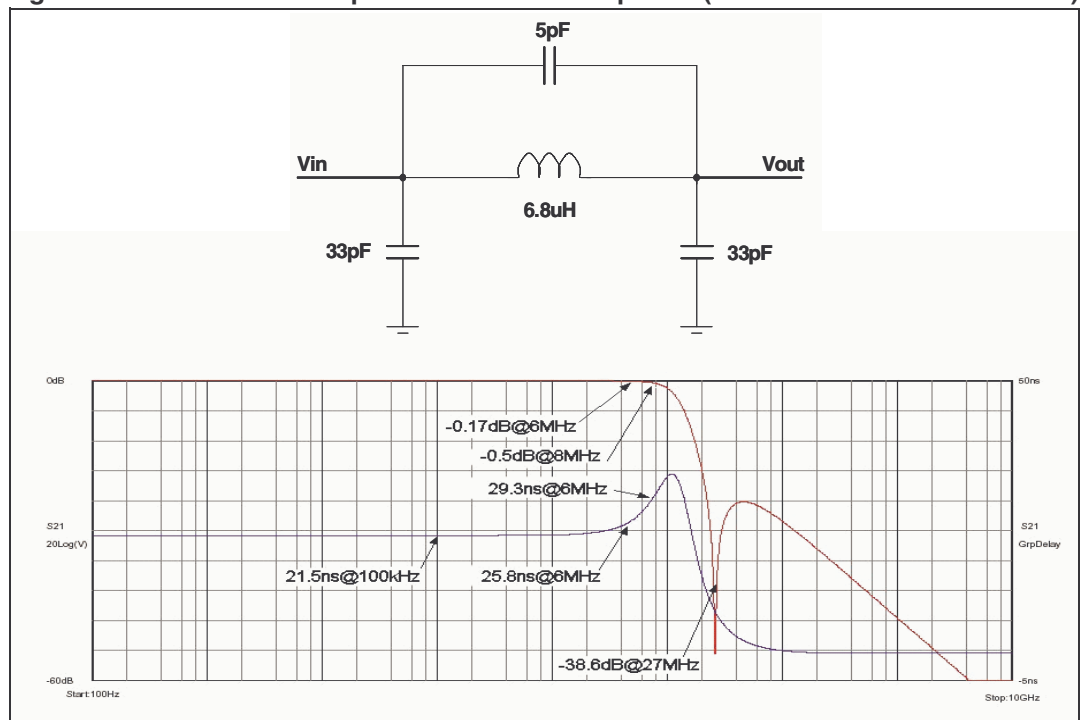 5pF
Vin
Vout
6.8uH
33pF
33pF
0dB
50ns
-0.17dB@6MHz
-0.5dB@8MHz
29.3ns@6MHz
S21
20Log(V)
S21
GrpDelay
21.5ns@100kHz
25.8ns@6MHz
-38.6dB@27MHz
-60dB
-5ns
Start:100Hz
Stop:10GHz